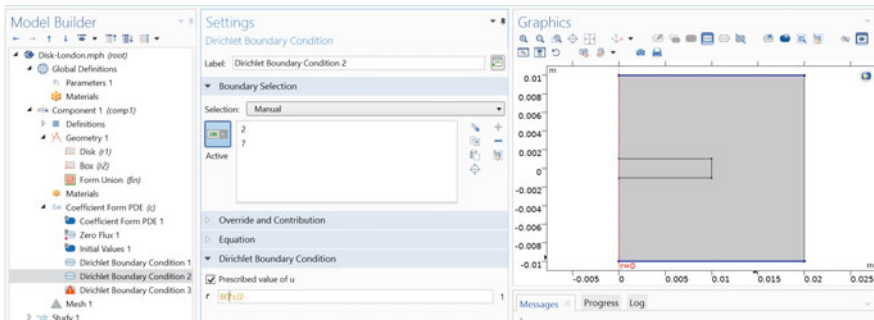 Model Builder
Disk-London.mph (root)
Global Definitions
Parameters 1
Materials
Component 1 (comp1)
Definitions
Geometry 1
Disk (r1)
Box (r2)
Form Union (fin)
Materials
Coefficient Form PDE (c)
Coefficient Form PDE 1
Zero Flux 1
Initial Values 1
Dirichlet Boundary Condition 1
Dirichlet Boundary Condition 2
Dirichlet Boundary Condition 3
Mesh 1
Study 1
Settings
Dirichlet Boundary Condition
Label: Dirichlet Boundary Condition 2
Boundary Selection
Selection: Manual
2
7
Active
Override and Contribution
Equation
Dirichlet Boundary Condition
Prescribed value of u
r 1
Graphics
m
0.01
0.008
0.006
0.004
0.002
0
-0.002
-0.004
-0.006
-0.008
-0.01
r=0
m
-0.005 0 0.005 0.01 0.015 0.02 0.025
Messages Progress Log